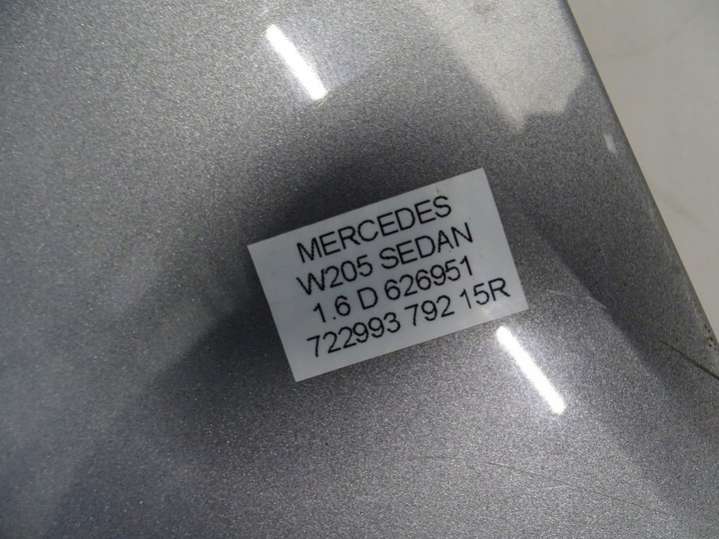 MERCEDES
W205 SEDAN
1.6 D 626951
722993 792 15R